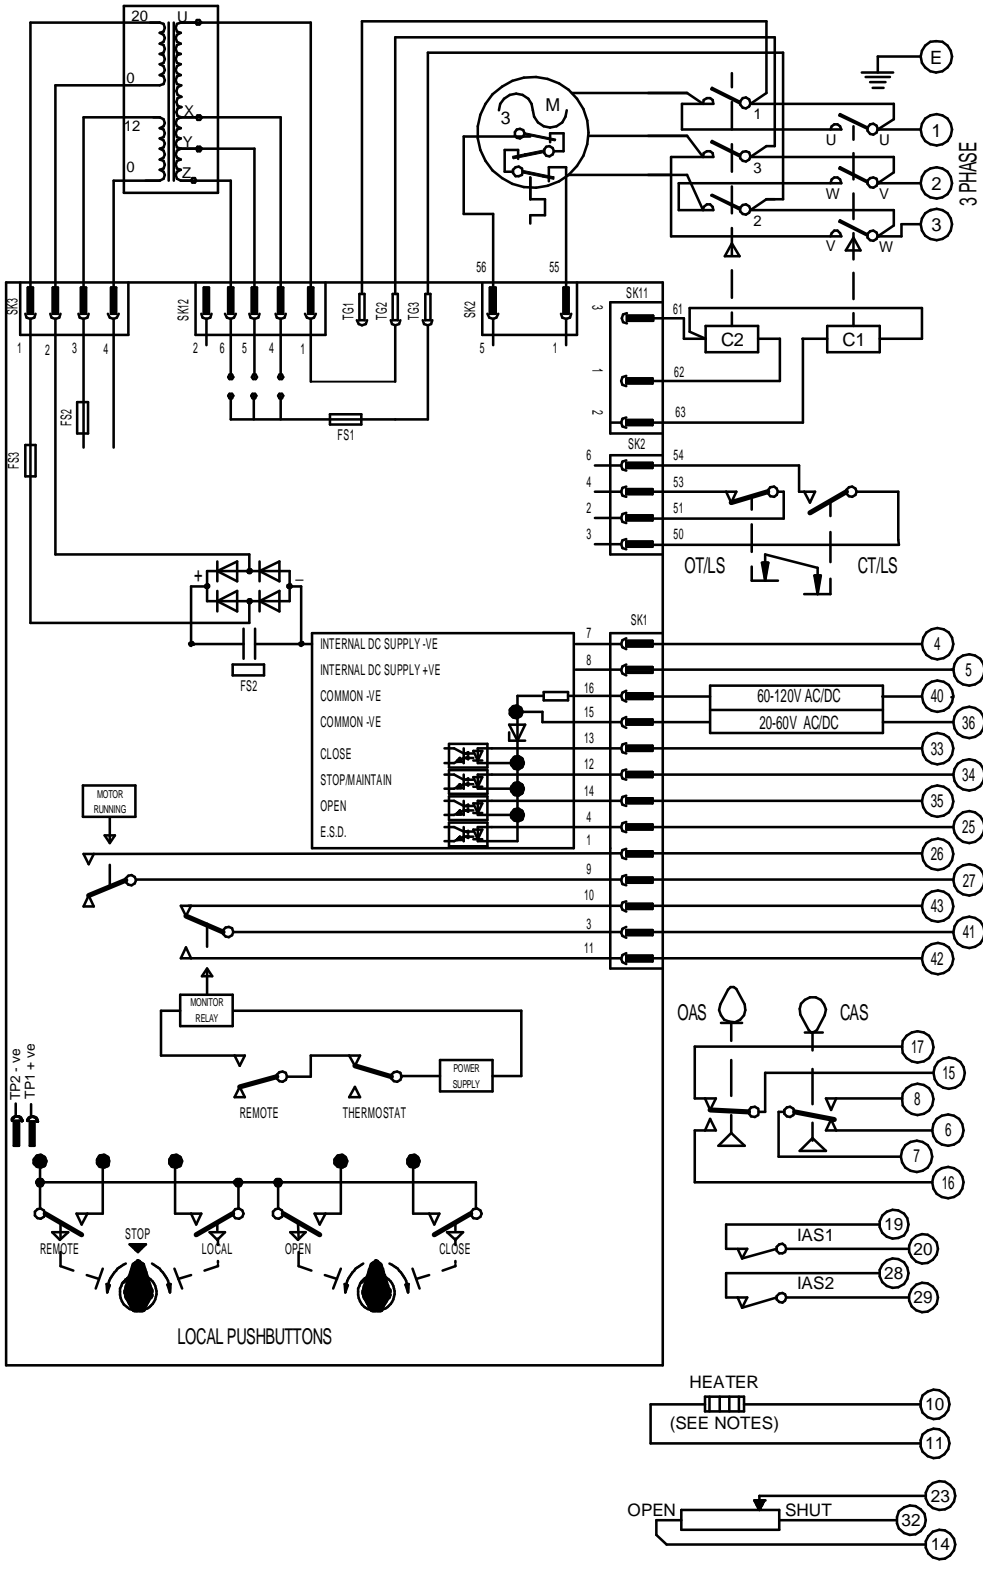 20
U
0
X
12
Y
0
Z
3
M
1
3
2
U
U
W
V
V
W
E
1
2
3
3 PHASE
SK3
1
2
3
4
SK12
2
6
5
4
1
TG1
TG2
TG3
56
55
SK2
5
1
SK11
3
61
1
62
2
63
C2
C1
FS2
FS3
FS1
SK2
6
54
4
53
2
51
3
50
OT/LS
CT/LS
+
–
FS2
SK1
INTERNAL DC SUPPLY -VE
7
4
INTERNAL DC SUPPLY +VE
8
5
COMMON -VE
16
60-120V AC/DC
40
COMMON -VE
15
20-60V AC/DC
36
CLOSE
13
33
STOP/MAINTAIN
12
34
OPEN
14
35
E.S.D.
4
25
1
26
9
27
10
43
3
41
11
42
MOTOR
RUNNING
MONITOR
RELAY
POWER
SUPPLY
REMOTE
THERMOSTAT
TP2 - ve
TP1 + ve
OAS
CAS
17
15
8
6
7
16
REMOTE
STOP
LOCAL
OPEN
CLOSE
LOCAL PUSHBUTTONS
19
IAS1
20
28
IAS2
29
HEATER
(SEE NOTES)
10
11
OPEN
SHUT
23
32
14